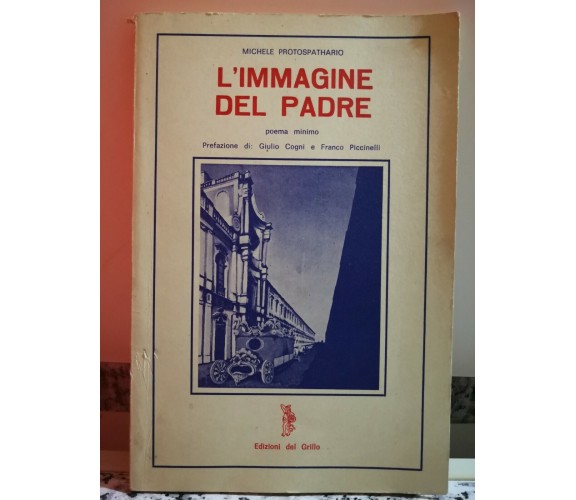 MICHELE PROTOSPATHARIO
L'IMMAGINE
DEL PADRE
poema minimo
Prefazione di: Giulio Cogni e Franco Piccinelli
Edizioni del Grillo